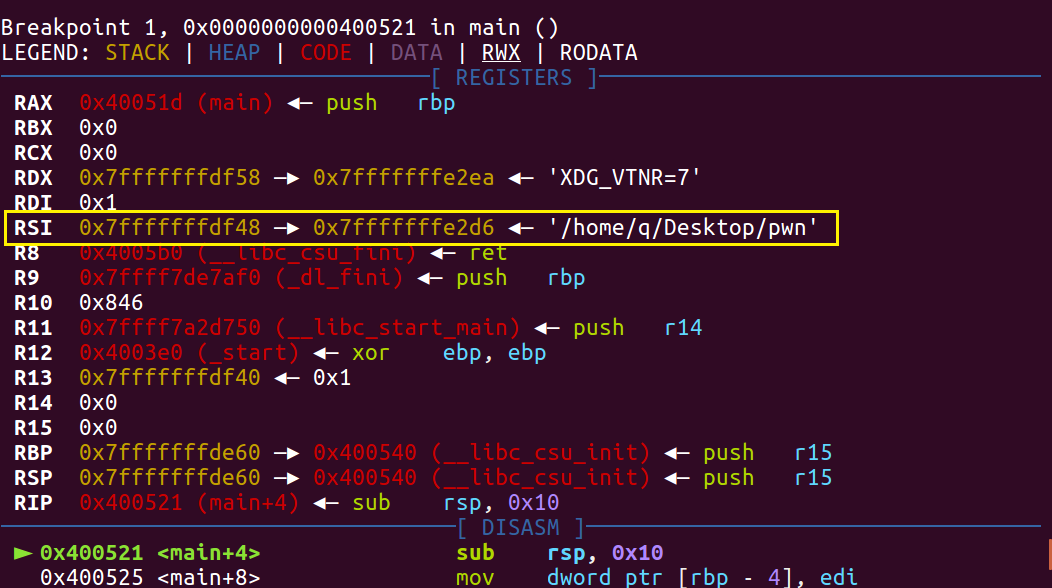 Breakpoint 1, 0x0000000000400521 in main ()
LEGEND: STACK | HEAP | CODE | DATA | RWX | RODATA
[ REGISTERS ]
RAX  0x40051d (main) ◂— push   rbp
RBX  0x0
RCX  0x0
RDX  0x7fffffffdf58 —▸ 0x7fffffffe2ea ◂— 'XDG_VTNR=7'
RDI  0x1
RSI  0x7fffffffdf48 —▸ 0x7fffffffe2d6 ◂— '/home/q/Desktop/pwn'
R8   0x4005b0 (__libc_csu_fini) ◂— ret
R9   0x7ffff7de7af0 (_dl_fini) ◂— push   rbp
R10  0x846
R11  0x7ffff7a2d750 (__libc_start_main) ◂— push   r14
R12  0x4003e0 (_start) ◂— xor    ebp, ebp
R13  0x7fffffffdf40 ◂— 0x1
R14  0x0
R15  0x0
RBP  0x7fffffffde60 —▸ 0x400540 (__libc_csu_init) ◂— push   r15
RSP  0x7fffffffde60 —▸ 0x400540 (__libc_csu_init) ◂— push   r15
RIP  0x400521 (main+4) ◂— sub    rsp, 0x10
[ DISASM ]
► 0x400521 <main+4>    sub    rsp, 0x10
0x400525 <main+8>    mov    dword ptr [rbp - 4], edi